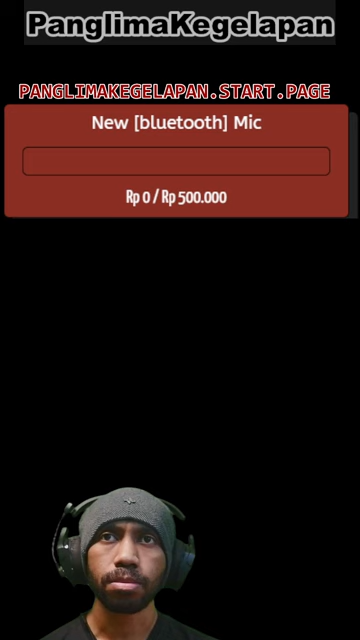 PanglimaKegelapan
PANGLIMAKEGELAPAN.START.PAGE
New [bluetooth] Mic
Rp 0 / Rp 500.000